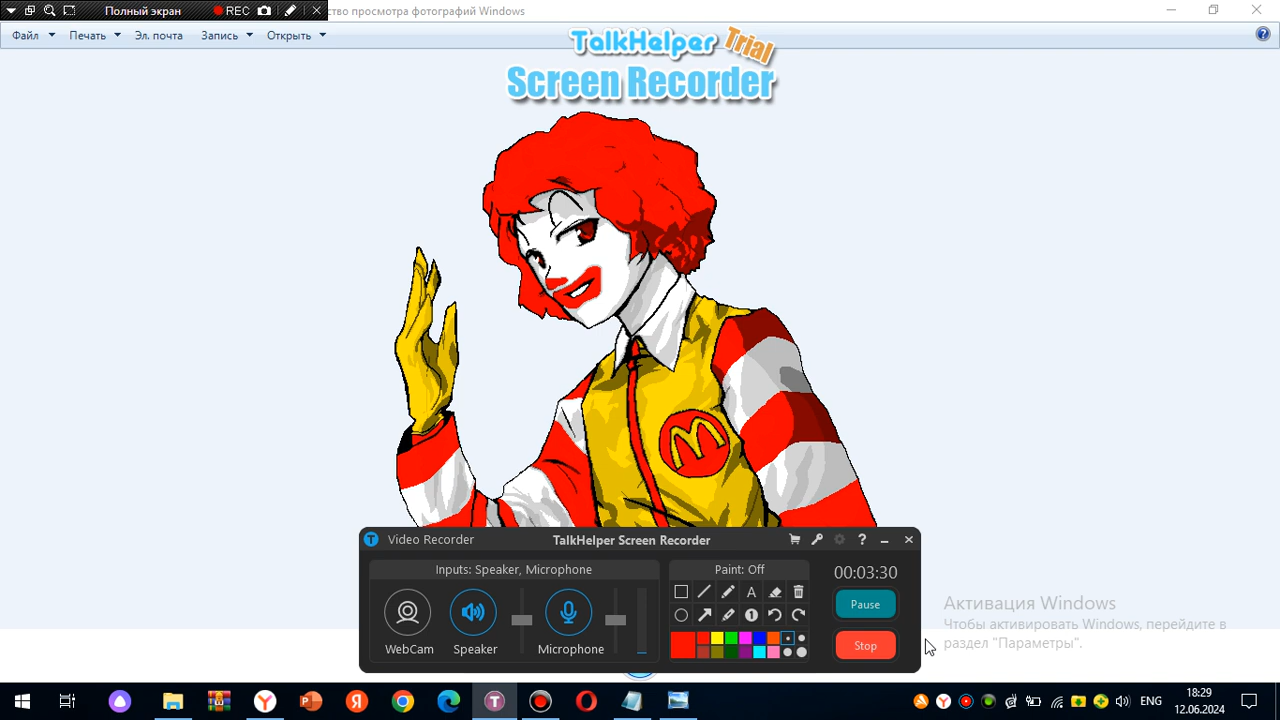 Полный экран REC
ство просмотра фотографий Windows
Файл Печать Эл. почта Запись Открыть
TalkHelper Trial
Screen Recorder
Video Recorder TalkHelper Screen Recorder
Inputs: Speaker, Microphone
Paint: Off
00:03:30
Pause
WebCam Speaker Microphone
Stop
Активация Windows
Чтобы активировать Windows, перейдите в
раздел "Параметры".
ENG
18:29
12.06.2024